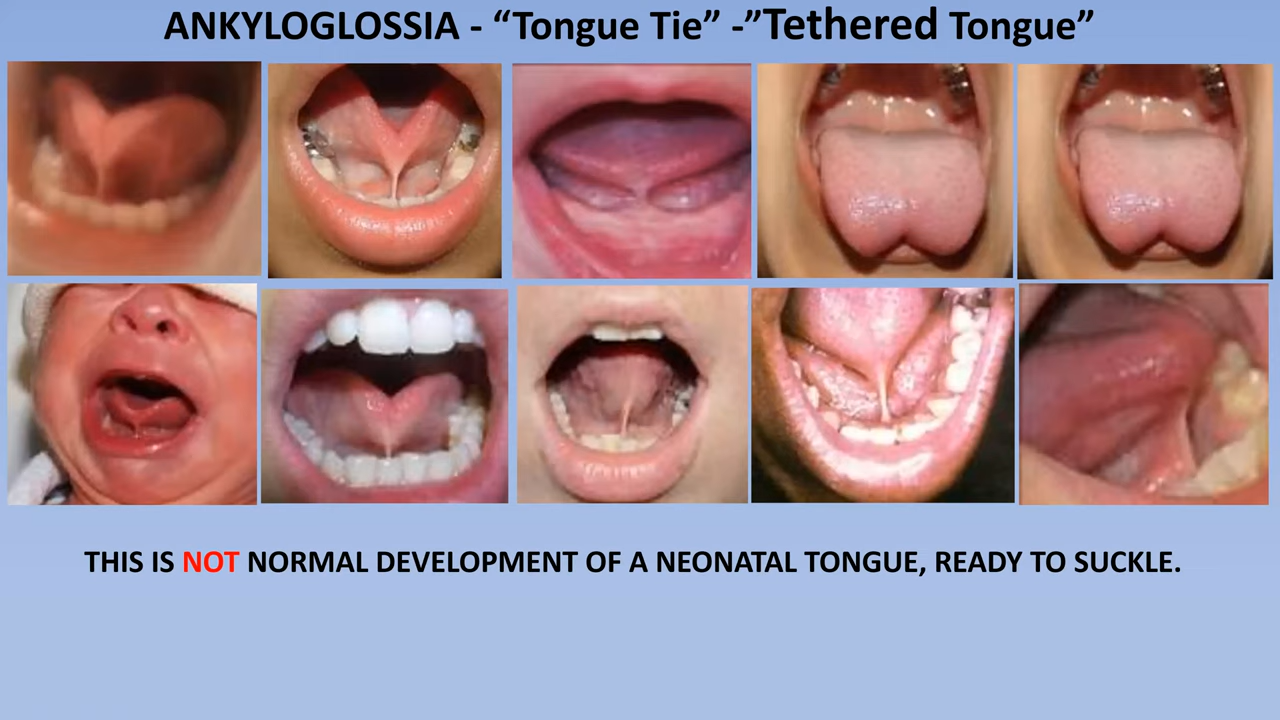 ANKYLOGLOSSIA - “Tongue Tie” -”Tethered Tongue”
THIS IS NOT NORMAL DEVELOPMENT OF A NEONATAL TONGUE, READY TO SUCKLE.